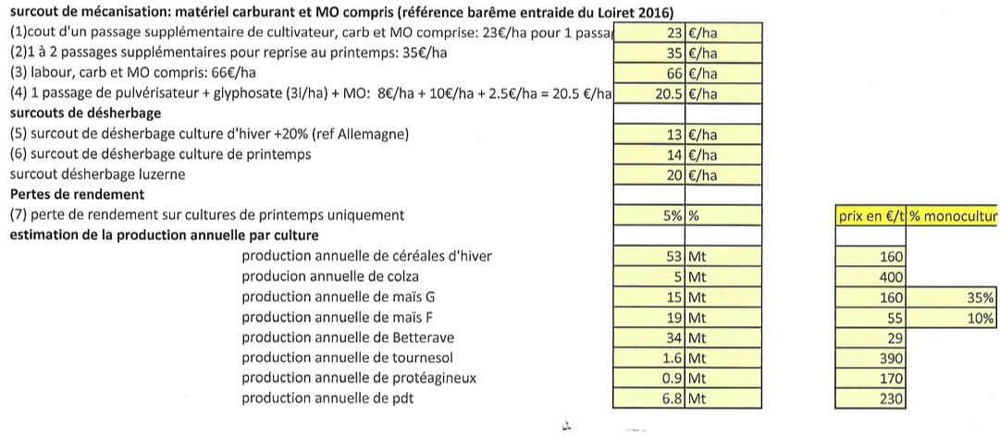 surcout de mécanisation: matériel carburant et MO compris (référence barême entraide du Loiret 2016)
(1)cout d'un passage supplémentaire de cultivateur, carb et MO comprise: 23€/ha pour 1 passa 23 €/ha
(2)1 à 2 passages supplémentaires pour reprise au printemps: 35€/ha 35 €/ha
(3) labour, carb et MO compris: 66€/ha 66 €/ha
(4) 1 passage de pulvérisateur + glyphosate (3l/ha) + MO: 8€/ha + 10€/ha + 2.5€/ha = 20.5 €/ha 20.5 €/ha
surcouts de désherbage
(5) surcout de désherbage culture d'hiver +20% (ref Allemagne) 13 €/ha
(6) surcout de désherbage culture de printemps 14 €/ha
surcout désherbage luzerne 20 €/ha
Pertes de rendement
(7) perte de rendement sur cultures de printemps uniquement 5% % prix en €/t % monocultur
estimation de la production annuelle par culture
production annuelle de céréales d'hiver 53 Mt 160
producion annuelle de colza 5 Mt 400
production annuelle de maïs G 15 Mt 160 35%
production annuelle de maïs F 19 Mt 55 10%
production annuelle de Betterave 34 Mt 29
production annuelle de tournesol 1.6 Mt 390
production annuelle de protéagineux 0.9 Mt 170
production annuelle de pdt 6.8 Mt 230